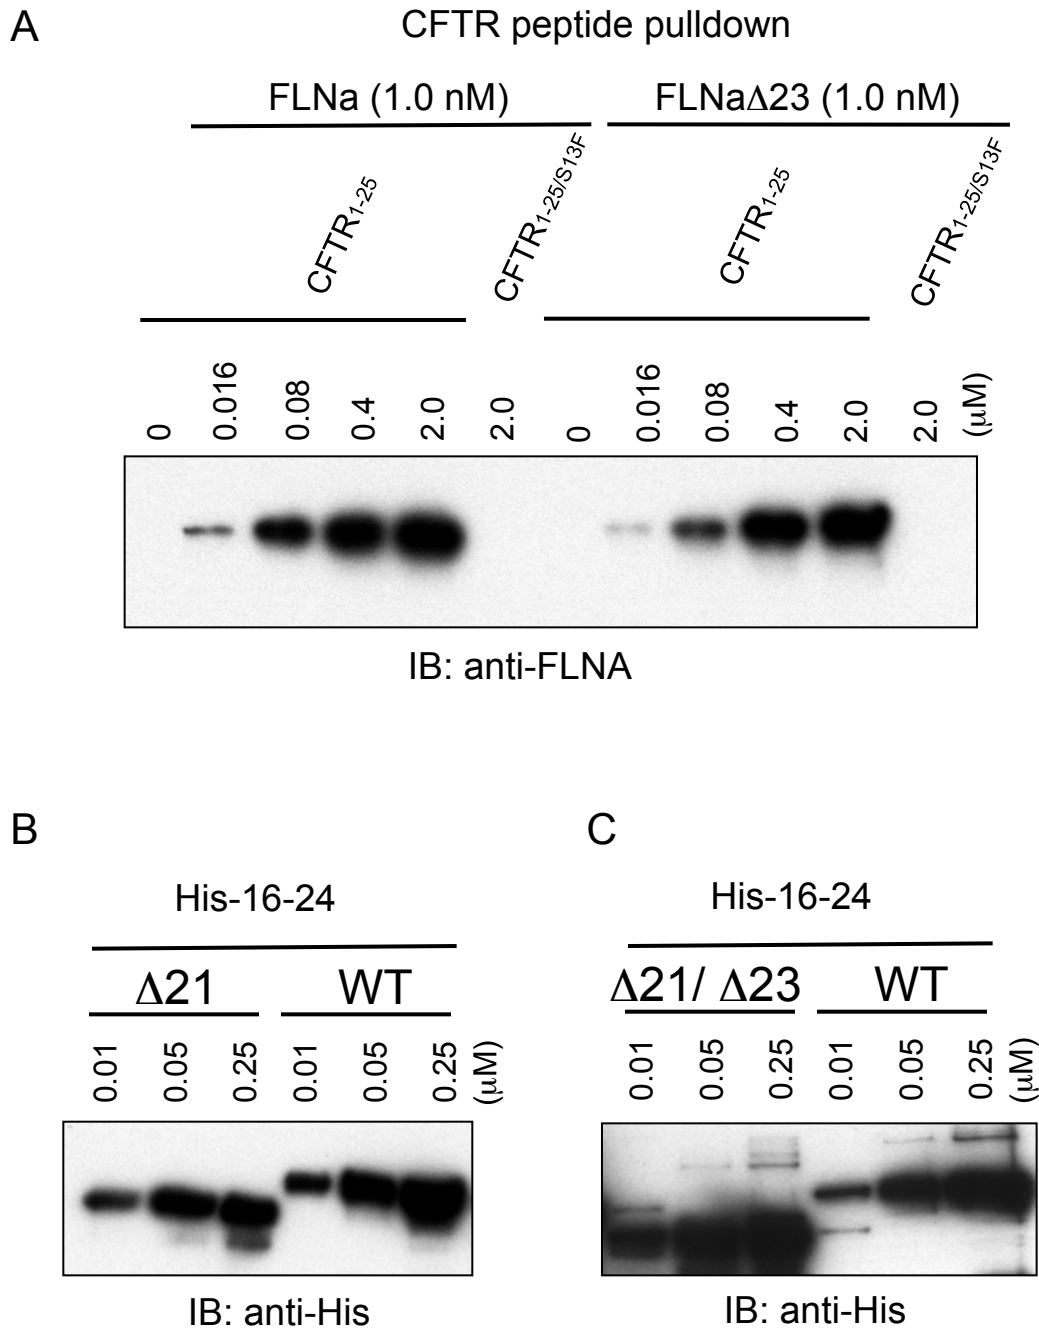 A
CFTR peptide pulldown
FLNa (1.0 nM) FLNaΔ23 (1.0 nM)
CFTR1-25 CFTR1-25/S13F CFTR1-25 CFTR1-25/S13F
0 0.016 0.08 0.4 2.0 2.0 0 0.016 0.08 0.4 2.0 2.0 (μM)
IB: anti-FLNA
B
His-16-24
Δ21 WT
0.01 0.05 0.25 0.01 0.05 0.25 (μM)
IB: anti-His
C
His-16-24
Δ21/ Δ23 WT
0.01 0.05 0.25 0.01 0.05 0.25 (μM)
IB: anti-His